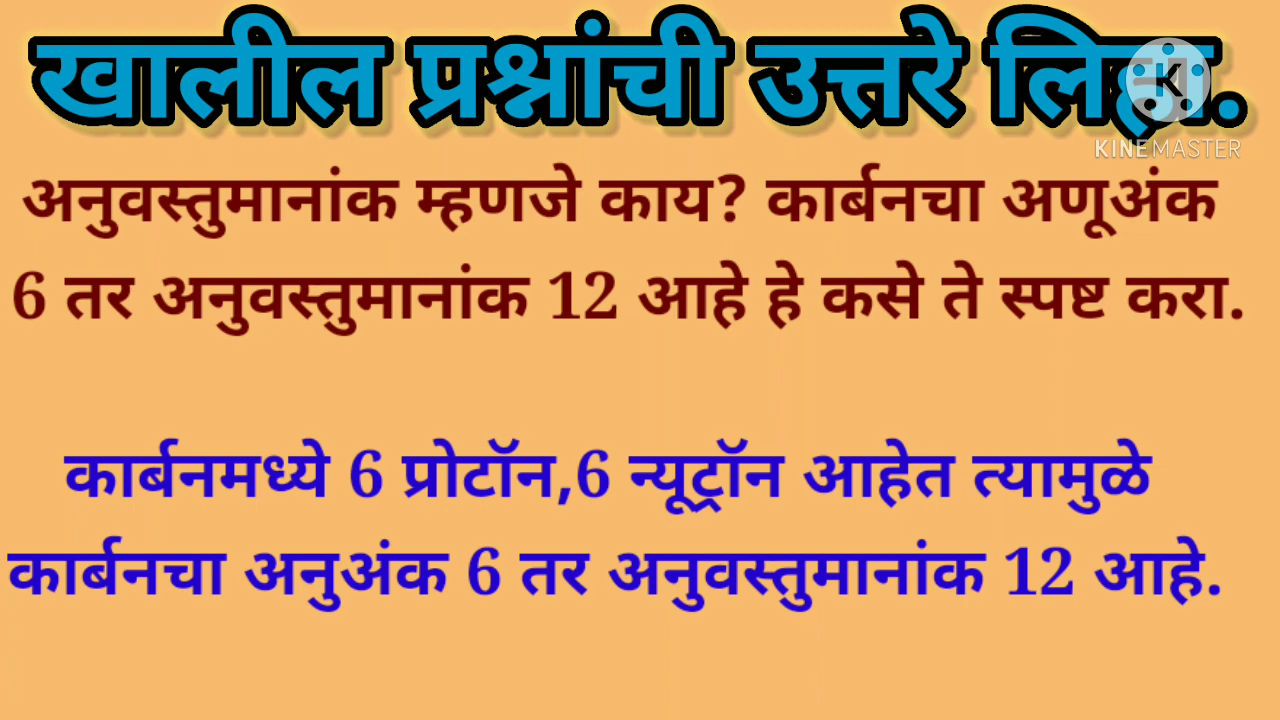 खालील प्रश्नांची उत्तरे लिहा.
KINEMASTER
अनुवस्तुमानांक म्हणजे काय? कार्बनचा अणूअंक
6 तर अनुवस्तुमानांक 12 आहे हे कसे ते स्पष्ट करा.
कार्बनमध्ये 6 प्रोटॉन,6 न्यूट्रॉन आहेत त्यामुळे
कार्बनचा अनुअंक 6 तर अनुवस्तुमानांक 12 आहे.